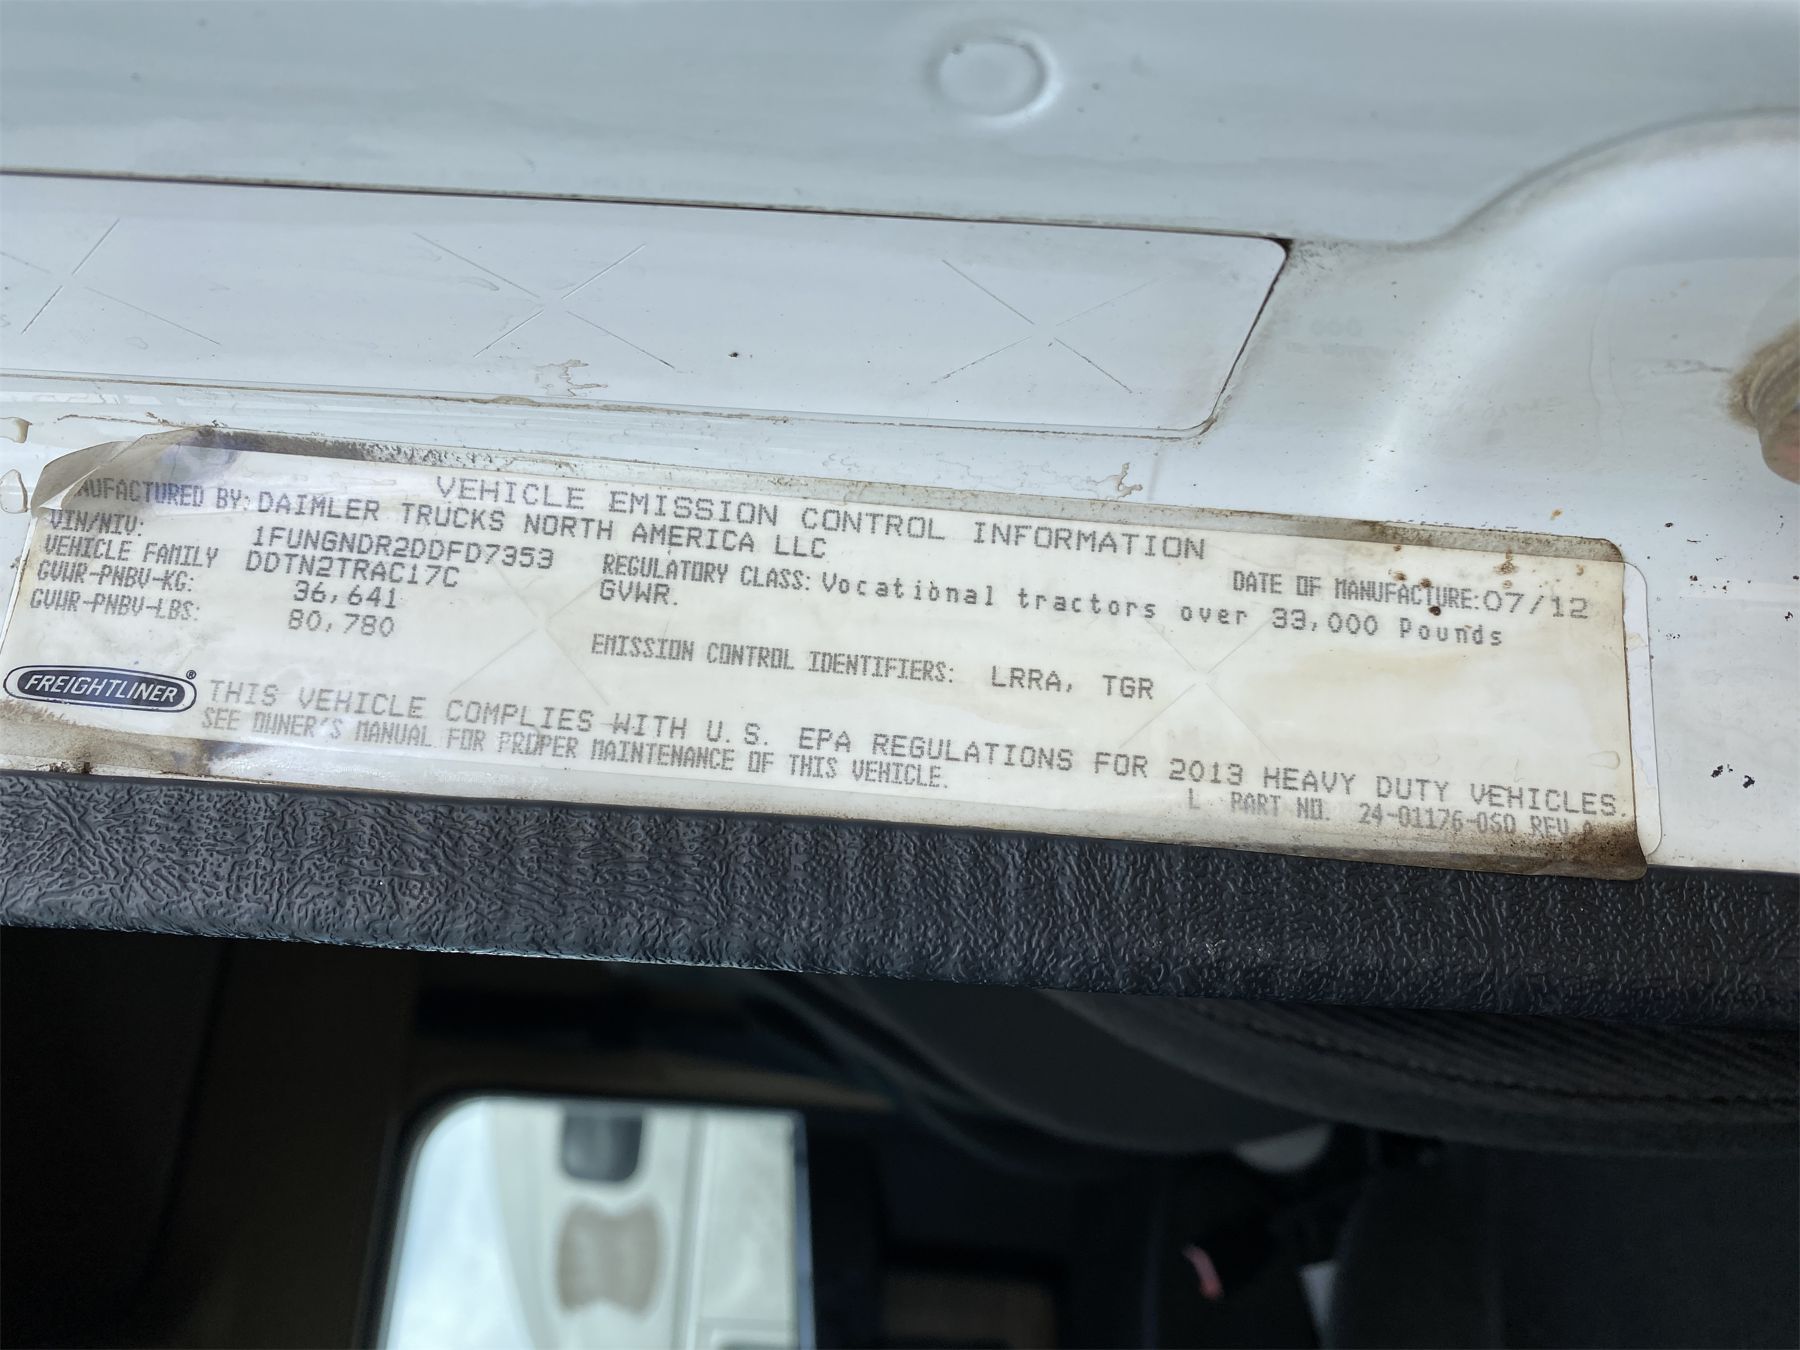 VEHICLE EMISSION CONTROL INFORMATION
NUFACTURED BY: DAIMLER TRUCKS NORTH AMERICA LLC
VIN/NIV: 1FUNGNDR2DDFD7353
VEHICLE FAMILY DDTN2TRAC17C
GVWR-PNBV-KG: 36,641
GVWR-PNBV-LBS: 80,780
DATE OF MANUFACTURE: 07/12
REGULATORY CLASS: Vocational tractors over 33,000 Pounds
GVWR.
EMISSION CONTROL IDENTIFIERS: LRRA, TGR
FREIGHTLINER®
THIS VEHICLE COMPLIES WITH U.S. EPA REGULATIONS FOR 2013 HEAVY DUTY VEHICLES.
SEE OWNER'S MANUAL FOR PROPER MAINTENANCE OF THIS VEHICLE.
L PART NO. 24-01176-050 REV